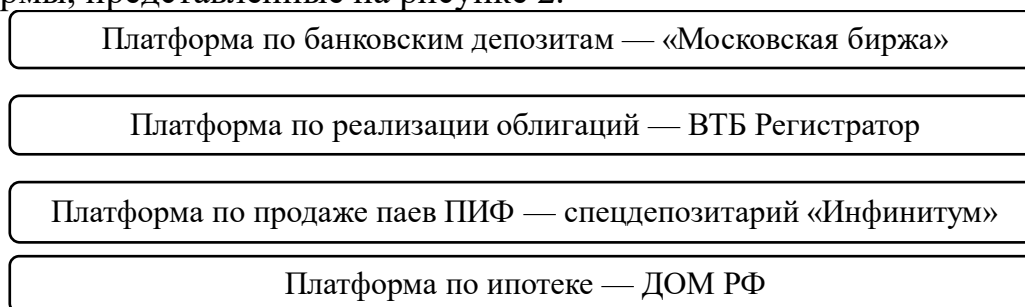 представленные на рисунке 2.
Платформа по банковским депозитам — «Московская биржа»
Платформа по реализации облигаций — ВТБ Регистратор
Платформа по продаже паев ПИФ — спецдепозитарий «Инфинитум»
Платформа по ипотеке — ДОМ РФ